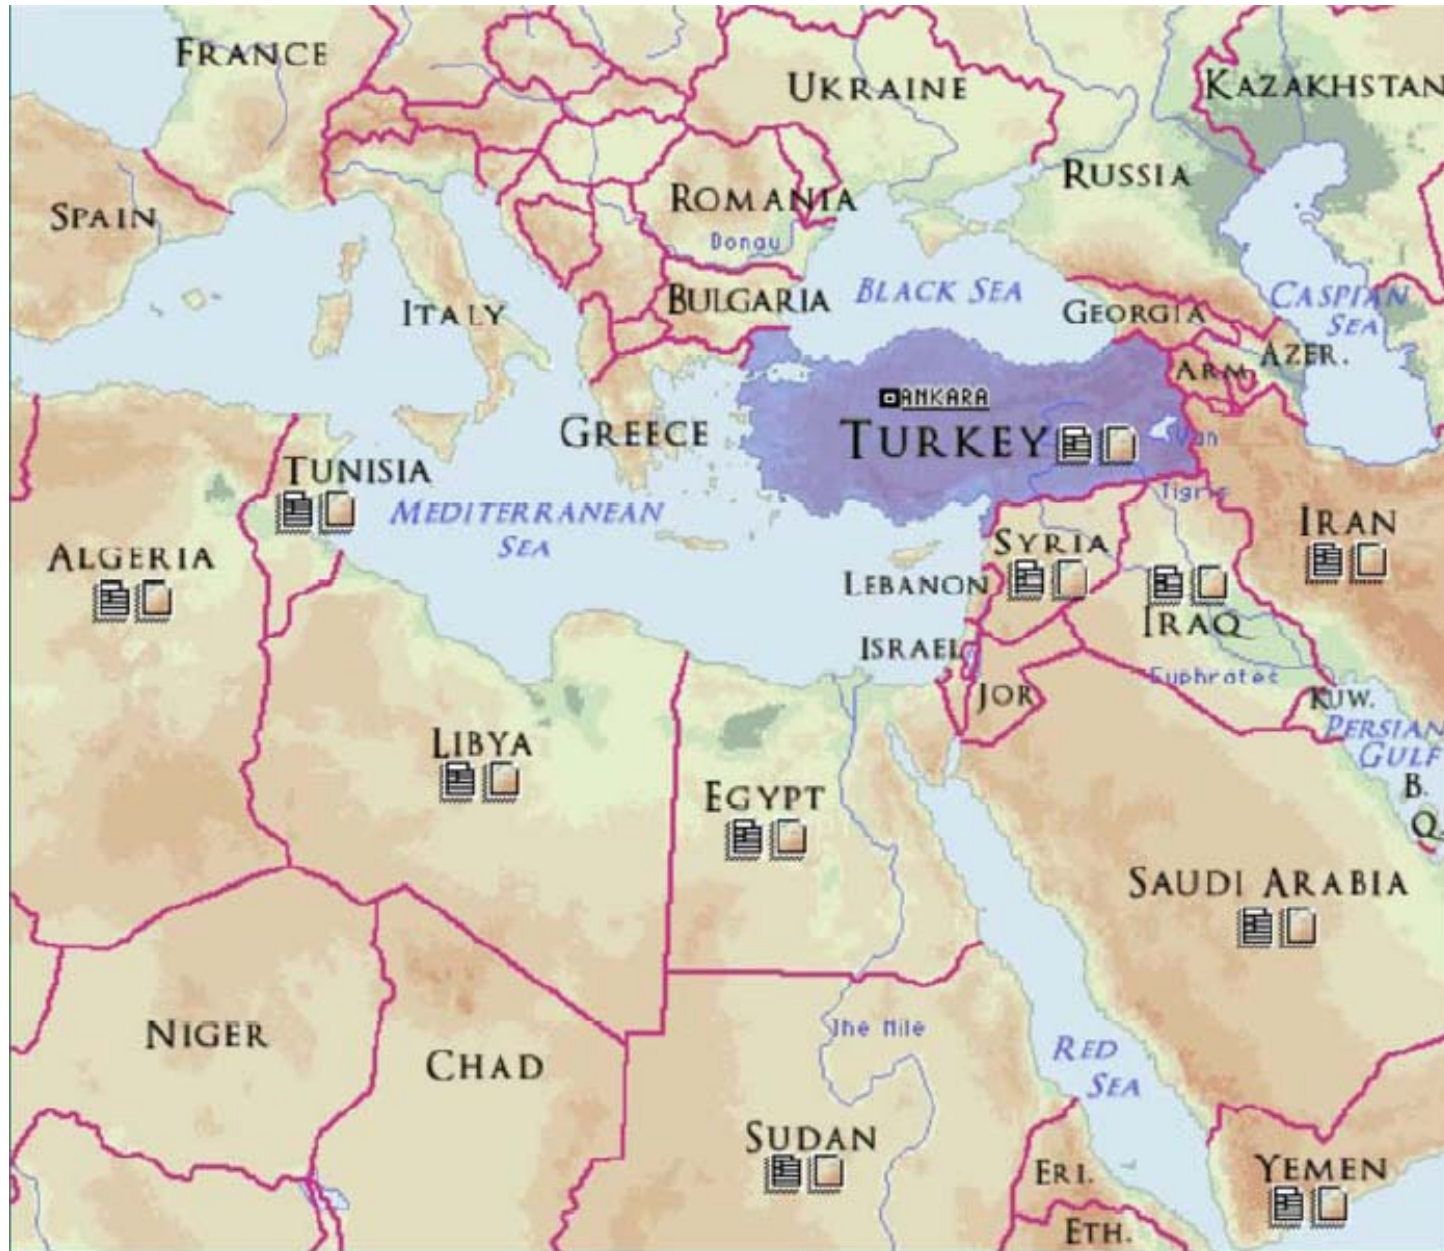 FRANCE
UKRAINE
KAZAKHSTAN
RUSSIA
SPAIN
ROMANIA
Donau
ITALY
BULGARIA
BLACK SEA
CASPIAN
SEA
GEORGIA
ARM.
AZER.
ANKARA
GREECE
TURKEY
Van
TUNISIA
Tigris
MEDITERRANEAN
SEA
IRAN
ALGERIA
SYRIA
LEBANON
IRAQ
ISRAEL
Euphrates
JOR
KUW.
PERSIAN
GULF
LIBYA
EGYPT
B.
Q.
SAUDI ARABIA
NIGER
The Nile
CHAD
RED
SEA
SUDAN
ERI.
YEMEN
ETH.